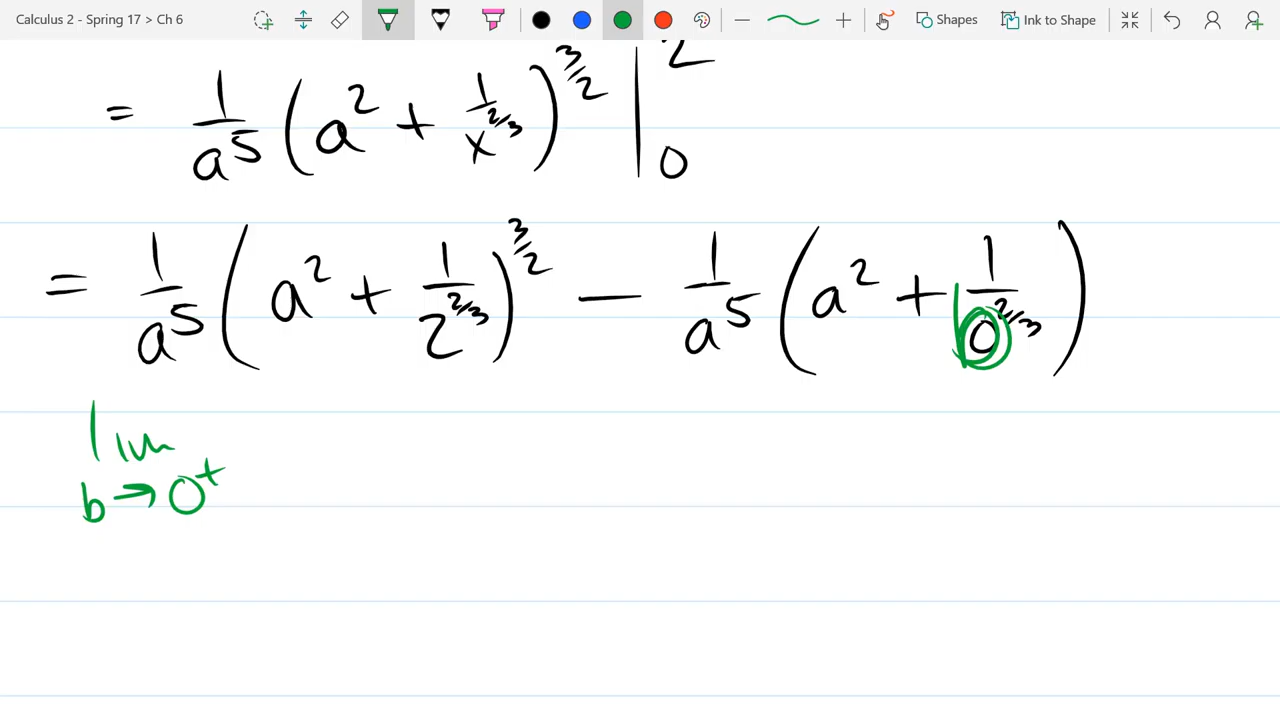 Calculus 2 - Spring 17 > Ch 6 Shapes Ink to Shape
= 1/a^5 (a^2 + 1/x^(2/3))^(3/2) |_0^2
= 1/a^5 (a^2 + 1/2^(2/3))^(3/2) — 1/a^5 (a^2 + 1/0^(2/3))
b
lim
b → 0^+